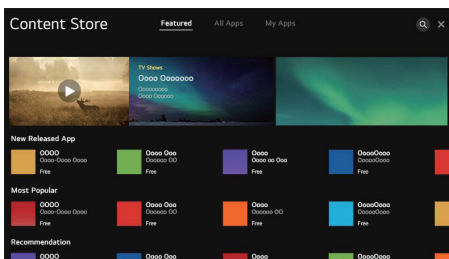 Content Store
Featured
All Apps
My Apps
TV Shows
Oooo Ooooooo
Ooooooooo
Oooo Oooooo
New Released App
OOOO
Oooo-Oooo Oooo
Free
Oooo Ooo
Oooooo OO
Free
Oooo
Oooo oo Ooo
Free
OoooOooo
OooooOooo
Free
Most Popular
OOOO
Oooo-Oooo Oooo
Free
Oooo Ooo
Oooooo OO
Free
Oooo
Oooooo OO
Free
OoooOooo
OooooOooo
Free
Recommendation
OOOO
Oooo Ooo
Oooo
OoooOooo